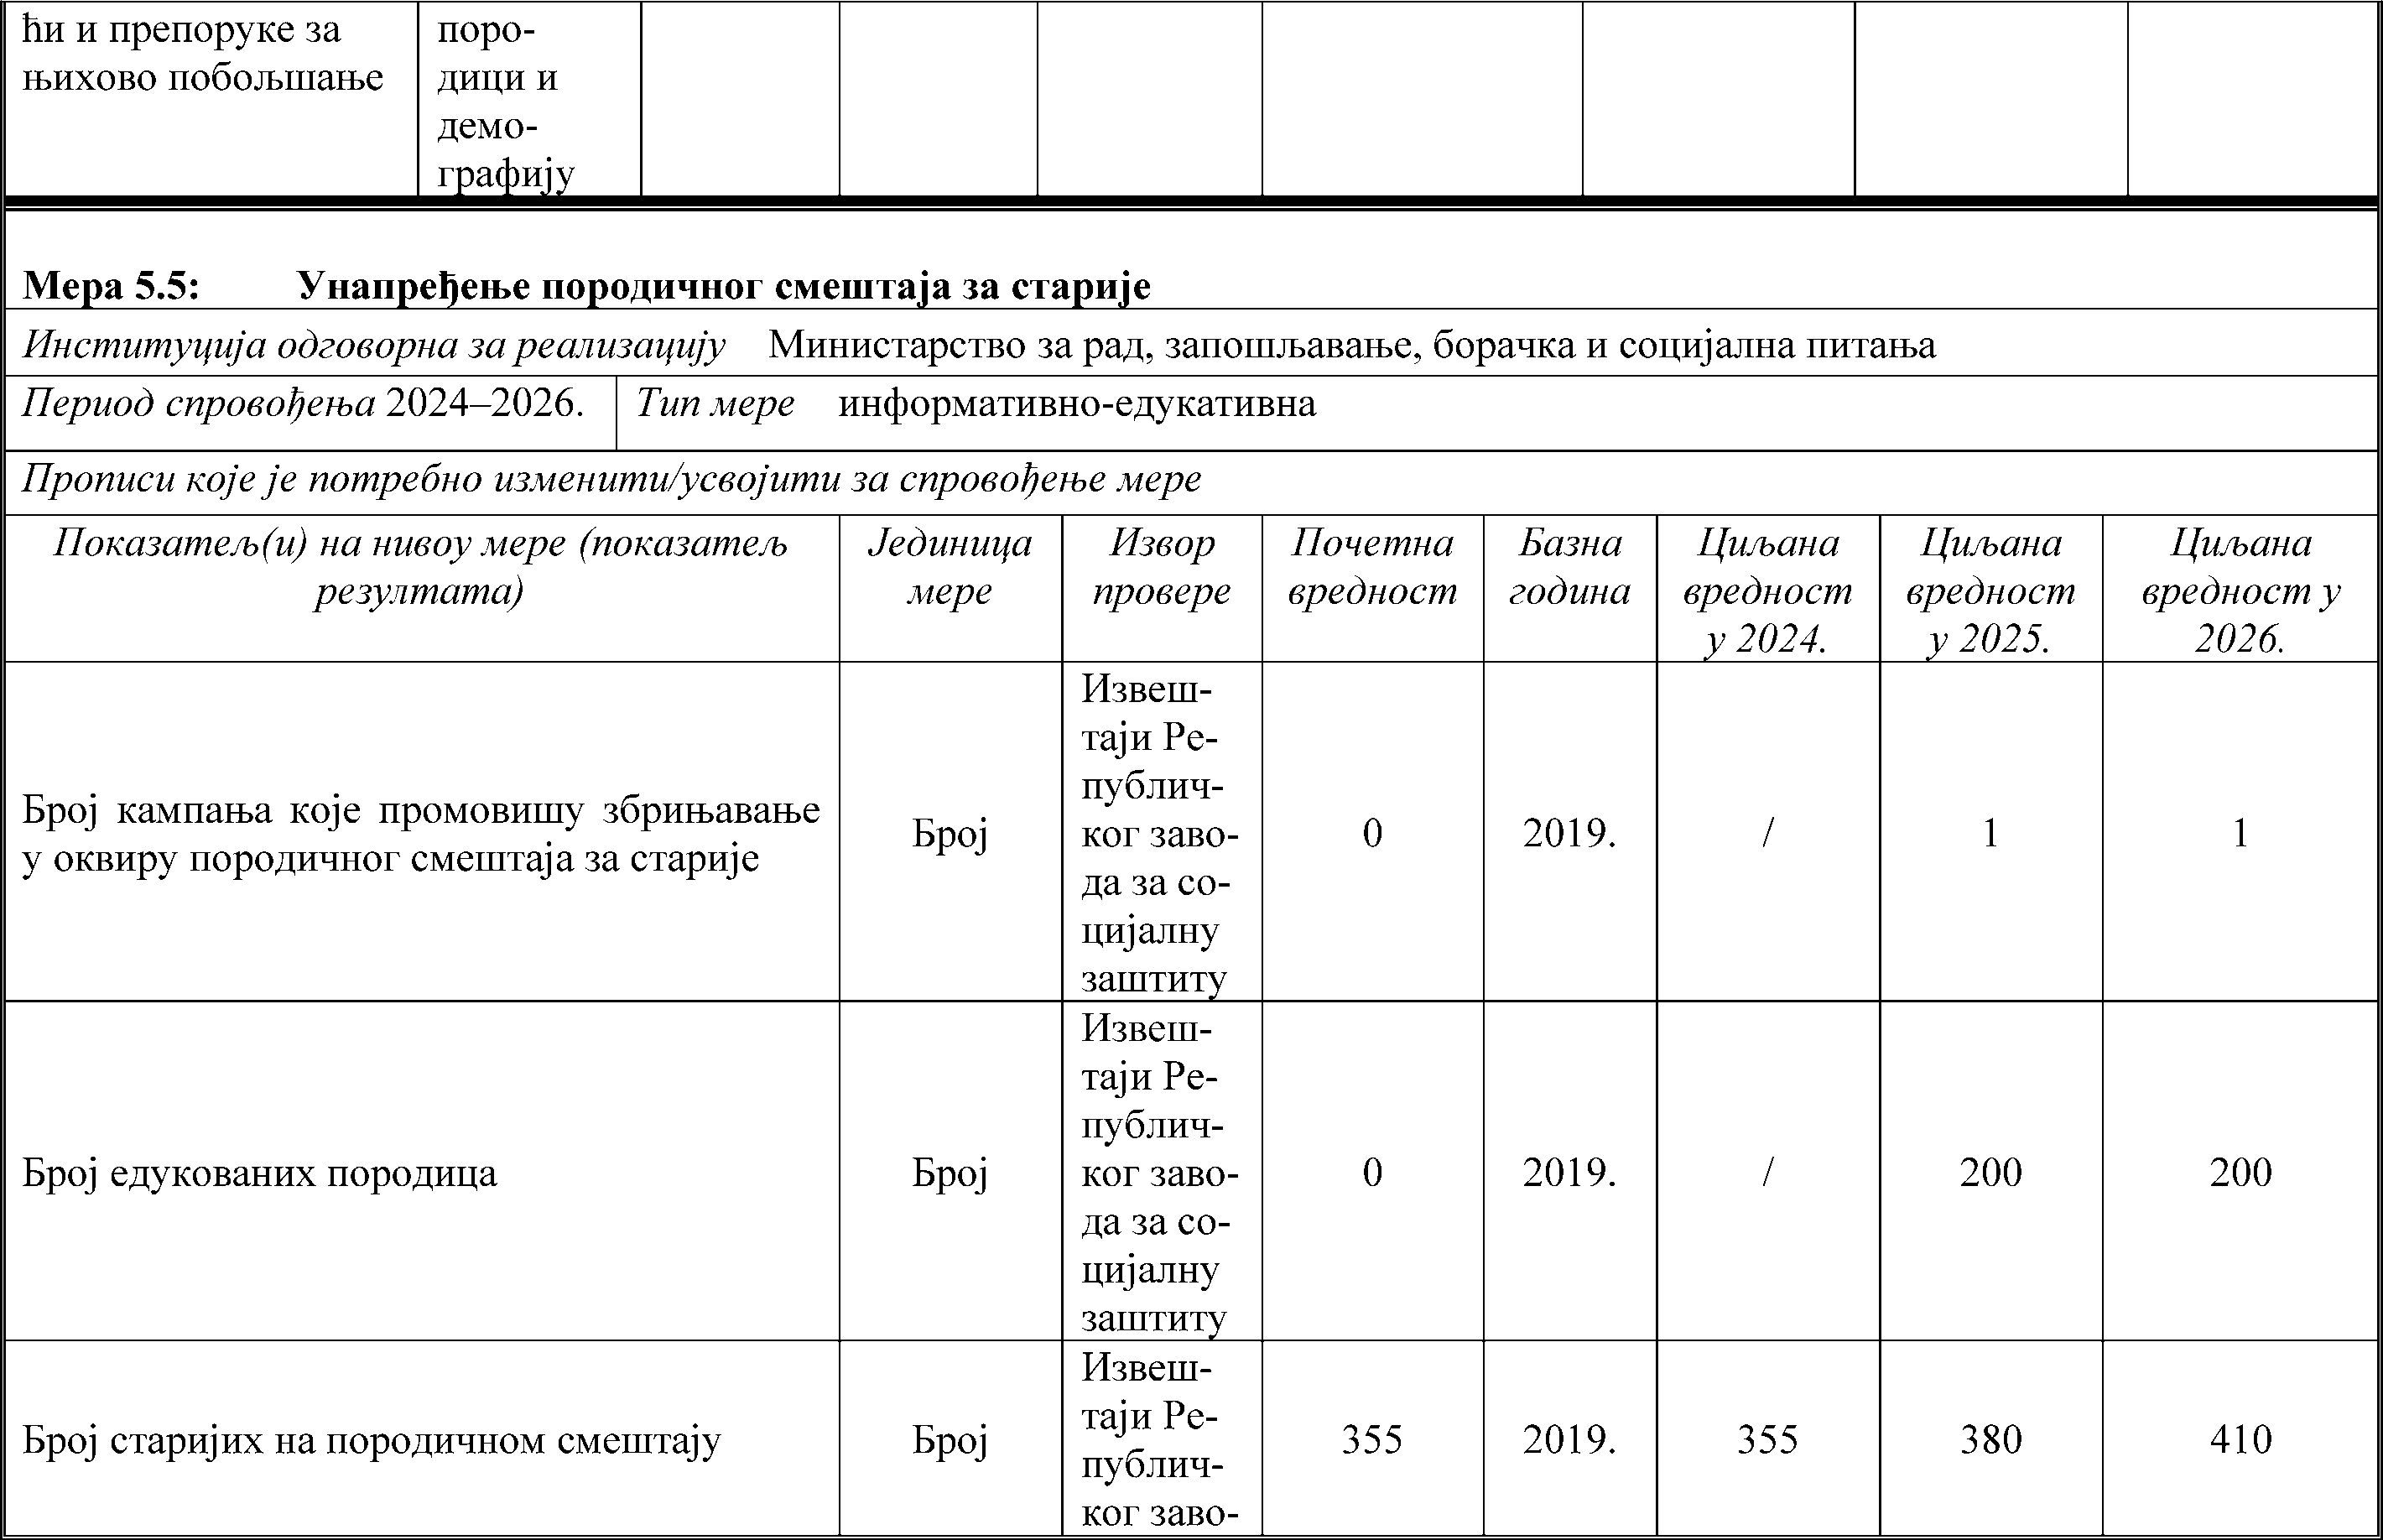 ћи и препоруке за
њихово побољшање
поро-
дици и
демо-
графију
Мера 5.5: Унапређење породичног смештаја за старије
Институција одговорна за реализацију Министарство за рад, запошљавање, борачка и социјална питања
Период спровођења 2024–2026. Тип мере информативно-едукативна
Прописи које је потребно изменити/усвојити за спровођење мере
Показатељ(и) на нивоу мере (показатељ
резултата)
Јединица
мере
Извор
провере
Почетна
вредност
Базна
година
Циљана
вредност
у 2024.
Циљана
вредност
у 2025.
Циљана
вредност у
2026.
Број кампања које промовишу збрињавање
у оквиру породичног смештаја за старије
Број
Извеш-
таји Ре-
публич-
ког заво-
да за со-
цијалну
заштиту
0
2019.
/
1
1
Број едукованих породица
Број
Извеш-
таји Ре-
публич-
ког заво-
да за со-
цијалну
заштиту
0
2019.
/
200
200
Број старијих на породичном смештају
Број
Извеш-
таји Ре-
публич-
ког заво-
355
2019.
355
380
410